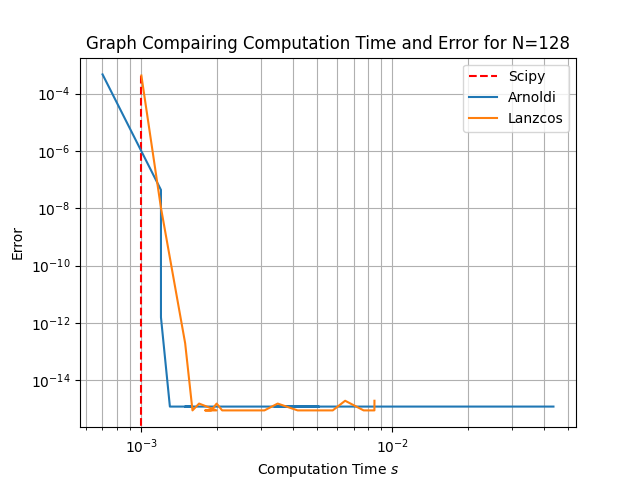 Graph Compairing Computation Time and Error for N=128
Scipy
Arnoldi
Lanzcos
Error
10⁻⁴
10⁻⁶
10⁻⁸
10⁻¹⁰
10⁻¹²
10⁻¹⁴
10⁻³
10⁻²
Computation Time s